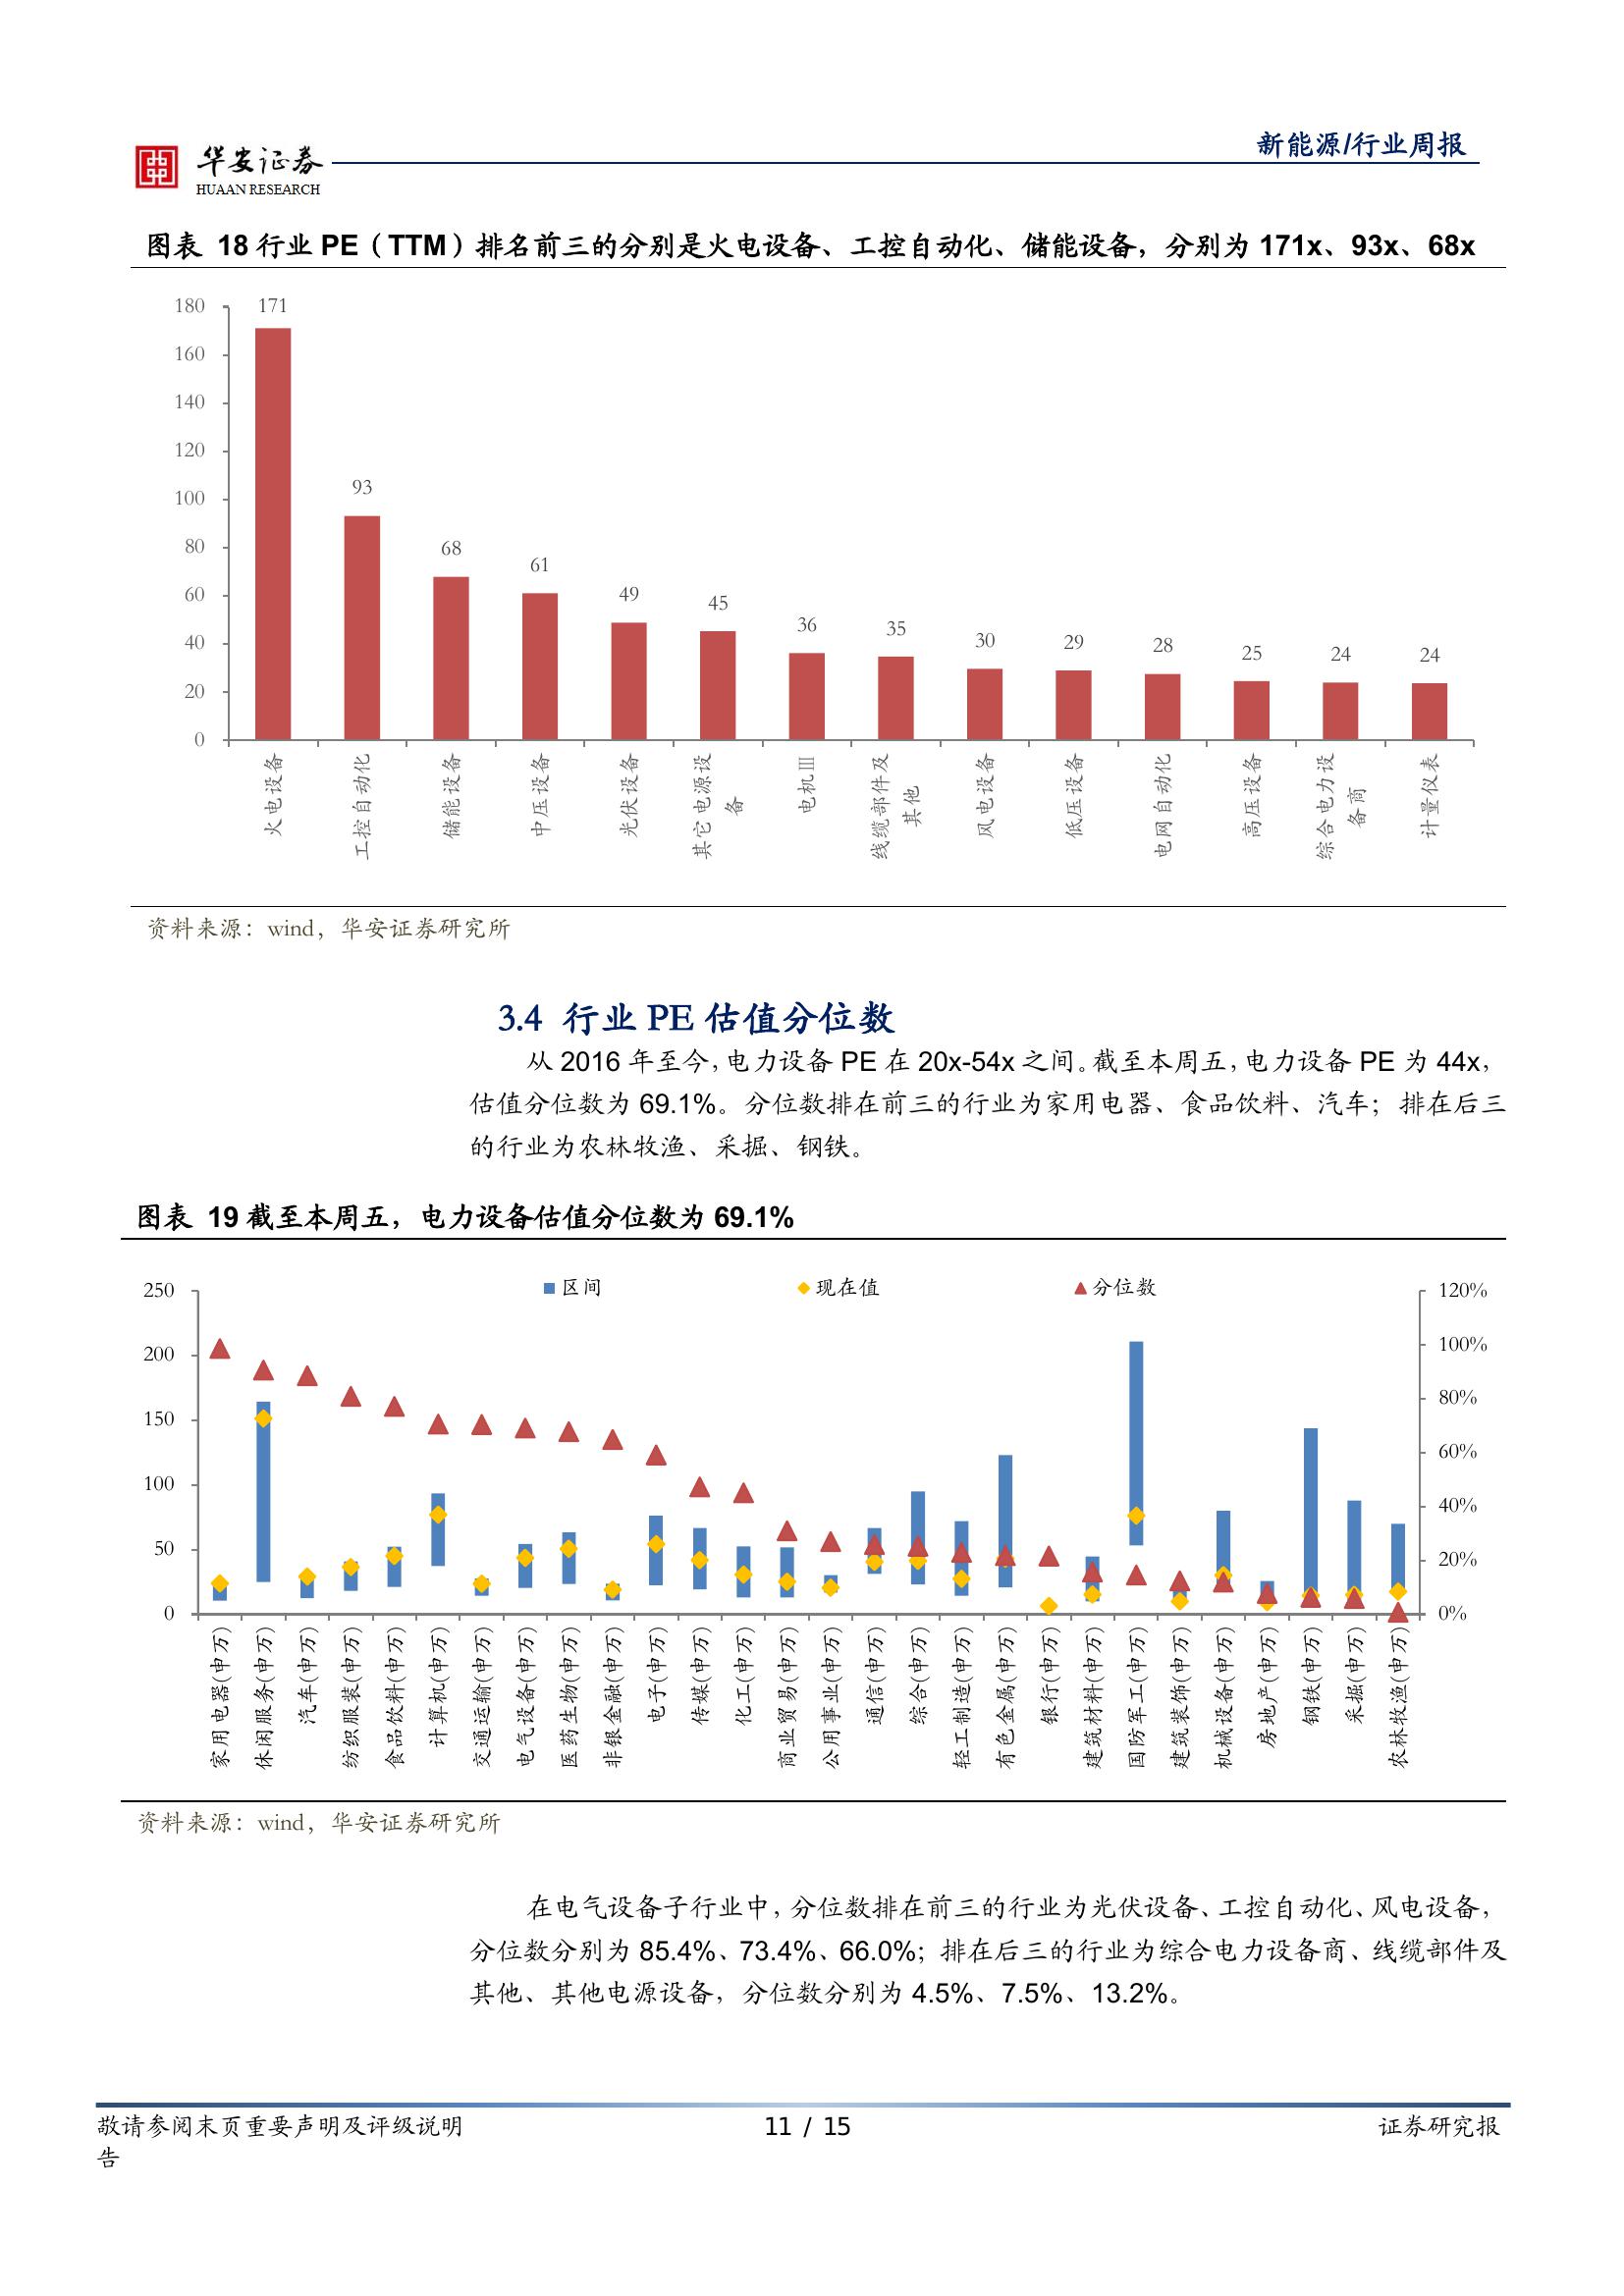 华安证券
HUAAN RESEARCH
新能源/行业周报
图表 18 行业 PE（TTM）排名前三的分别是火电设备、工控自动化、储能设备，分别为 171x、93x、68x
180
160
140
120
100
80
60
40
20
0
171
93
68
61
49
45
36
35
30
29
28
25
24
24
火电设备
工控自动化
储能设备
中压设备
光伏设备
其它电源设
备
电机Ⅲ
线缆部件及
其他
风电设备
低压设备
电网自动化
高压设备
综合电力设
备商
计量仪表
资料来源：wind，华安证券研究所
3.4 行业 PE 估值分位数
从 2016 年至今，电力设备 PE 在 20x-54x 之间。截至本周五，电力设备 PE 为 44x，
估值分位数为 69.1%。分位数排在前三的行业为家用电器、食品饮料、汽车；排在后三
的行业为农林牧渔、采掘、钢铁。
图表 19 截至本周五，电力设备估值分位数为 69.1%
区间
现在值
分位数
250
200
150
100
50
0
120%
100%
80%
60%
40%
20%
0%
家用电器(申万)
休闲服务(申万)
汽车(申万)
纺织服装(申万)
食品饮料(申万)
计算机(申万)
交通运输(申万)
电气设备(申万)
医药生物(申万)
非银金融(申万)
电子(申万)
传媒(申万)
化工(申万)
商业贸易(申万)
公用事业(申万)
通信(申万)
综合(申万)
轻工制造(申万)
有色金属(申万)
银行(申万)
建筑材料(申万)
国防军工(申万)
建筑装饰(申万)
机械设备(申万)
房地产(申万)
钢铁(申万)
采掘(申万)
农林牧渔(申万)
资料来源：wind，华安证券研究所
在电气设备子行业中，分位数排在前三的行业为光伏设备、工控自动化、风电设备，
分位数分别为 85.4%、73.4%、66.0%；排在后三的行业为综合电力设备商、线缆部件及
其他、其他电源设备，分位数分别为 4.5%、7.5%、13.2%。
敬请参阅末页重要声明及评级说明
11 / 15
证券研究报
告